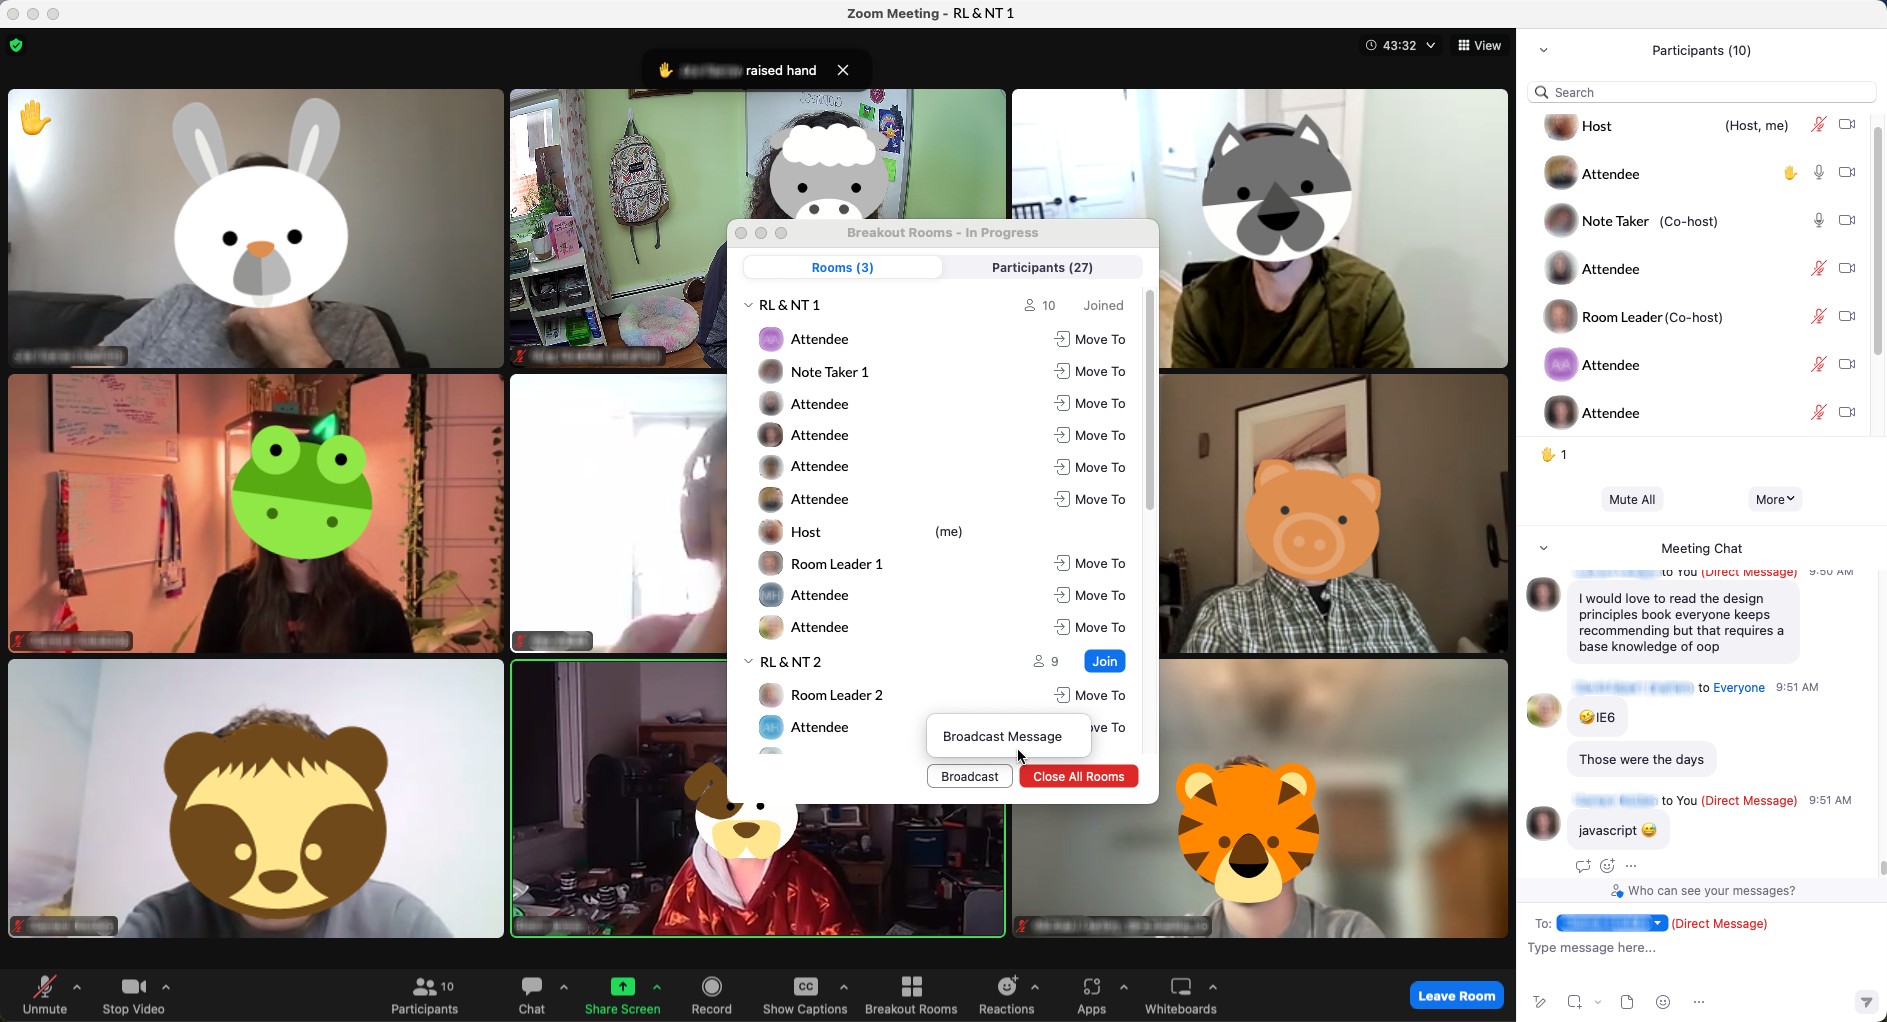 Zoom Meeting - RL & NT 1
43:32
View
raised hand
Breakout Rooms - In Progress
Rooms (3)
Participants (27)
RL & NT 1
10
Joined
Attendee
Move To
Note Taker 1
Move To
Attendee
Move To
Attendee
Move To
Attendee
Move To
Attendee
Move To
Host
(me)
Room Leader 1
Move To
MH
Attendee
Move To
Attendee
Move To
RL & NT 2
9
Join
Room Leader 2
Move To
Attendee
ove To
Broadcast Message
Broadcast
Close All Rooms
Unmute
Stop Video
10
Participants
Chat
Share Screen
Record
CC
Show Captions
Breakout Rooms
Reactions
Apps
Whiteboards
Leave Room
Participants (10)
Search
Host
(Host, me)
Attendee
Note Taker (Co-host)
Attendee
Room Leader (Co-host)
AA
Attendee
Attendee
1
Mute All
More
Meeting Chat
to You (Direct Message) 9:50 AM
I would love to read the design
principles book everyone keeps
recommending but that requires a
base knowledge of oop
to Everyone 9:51 AM
🤣IE6
Those were the days
to You (Direct Message) 9:51 AM
javascript 😅
Who can see your messages?
To:
(Direct Message)
Type message here...